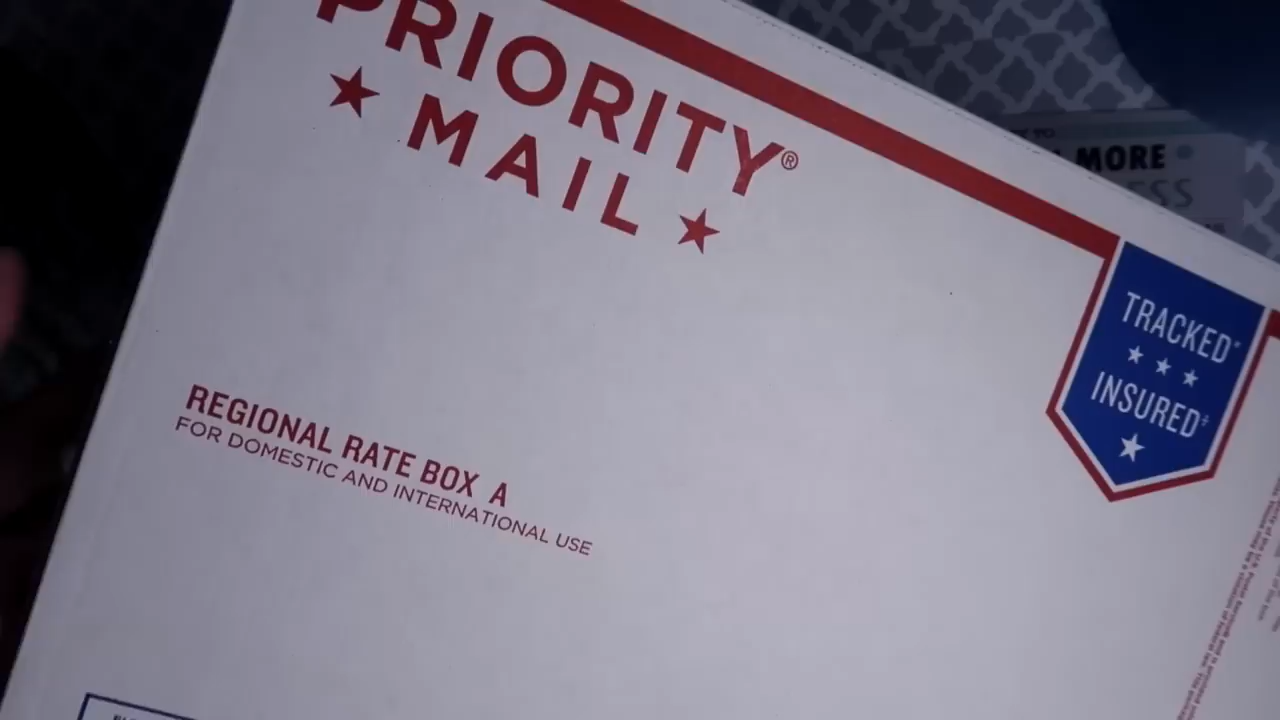 PRIORITY®
★ MAIL ★
TRACKED*
★ ★ ★
INSURED‡
★
REGIONAL RATE BOX A
FOR DOMESTIC AND INTERNATIONAL USE
MORE